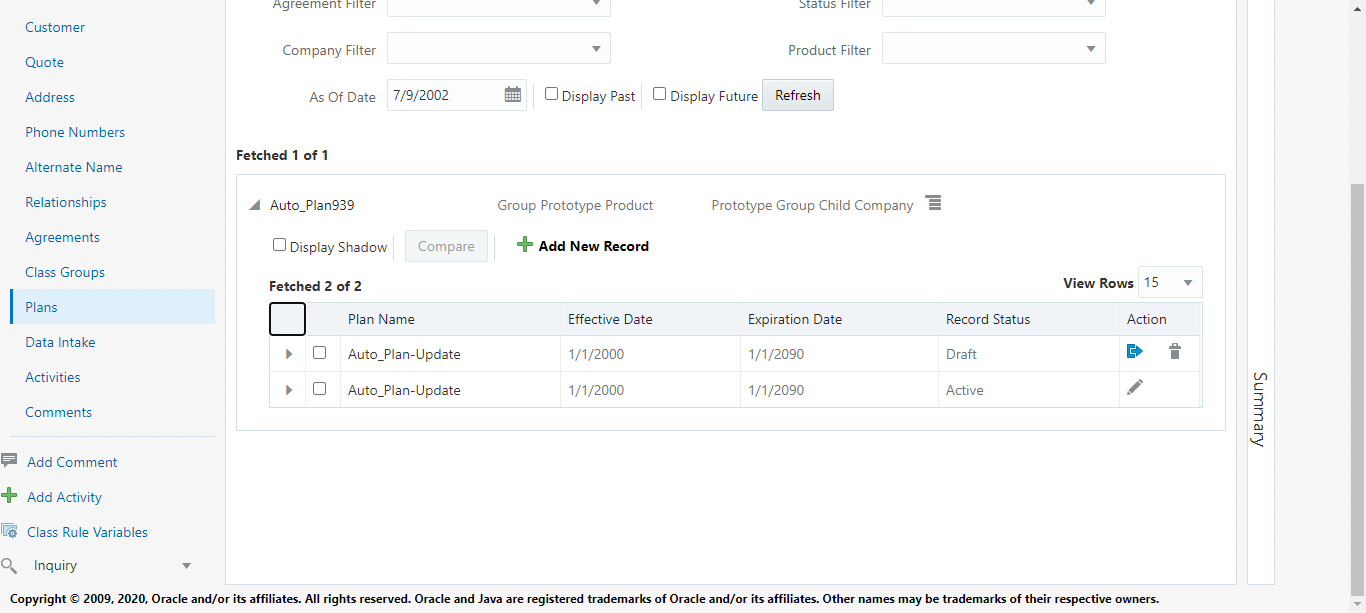 Customer
Quote
Address
Phone Numbers
Alternate Name
Relationships
Agreements
Class Groups
Plans
Data Intake
Activities
Comments
Add Comment
Add Activity
Class Rule Variables
Inquiry
Agreement Filter
Status Filter
Company Filter
Product Filter
As Of Date 7/9/2002 Display Past Display Future Refresh
Fetched 1 of 1
Auto_Plan939 Group Prototype Product Prototype Group Child Company
Display Shadow Compare Add New Record
Fetched 2 of 2 View Rows 15
Plan Name Effective Date Expiration Date Record Status Action
Auto_Plan-Update 1/1/2000 1/1/2090 Draft
Auto_Plan-Update 1/1/2000 1/1/2090 Active
Summary
Copyright © 2009, 2020, Oracle and/or its affiliates. All rights reserved. Oracle and Java are registered trademarks of Oracle and/or its affiliates. Other names may be trademarks of their respective owners.